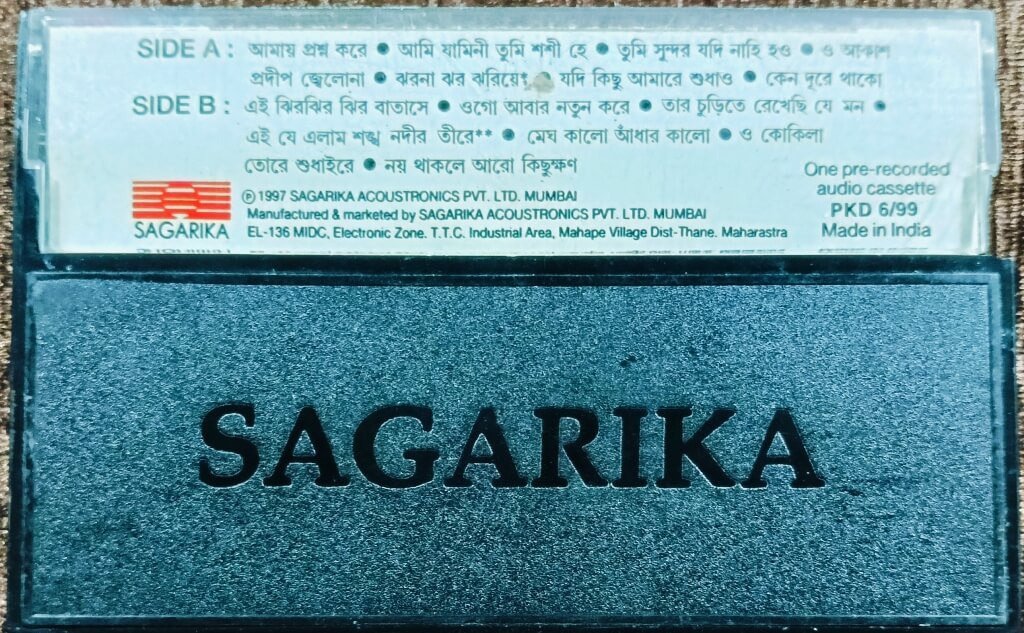 SIDE A : আমায় প্রশ্ন করে ● আমি যামিনী তুমি শশী হে ● তুমি সুন্দর যদি নাহি হও ● ও আকাশ
প্রদীপ জ্বেলোনা ● ঝরনা ঝর ঝরিয়ে ● যদি কিছু আমারে শুধাও ● কেন দূরে থাকো
SIDE B : এই ঝিরঝির ঝির বাতাসে ● ওগো আবার নতুন করে ● তার চুড়িতে রেখেছি যে মন ●
এই যে এলাম শঙ্খ নদীর তীরে** ● মেঘ কালো আঁধার কালো ● ও কোকিলা
তোরে শুধাইরে ● নয় থাকলে আরো কিছুক্ষণ
One pre-recorded
audio cassette
PKD 6/99
Made in India
SAGARIKA
℗ 1997 SAGARIKA ACOUSTRONICS PVT. LTD. MUMBAI
Manufactured & marketed by SAGARIKA ACOUSTRONICS PVT. LTD. MUMBAI
EL-136 MIDC, Electronic Zone. T.T.C. Industrial Area, Mahape Village Dist-Thane. Maharastra
SAGARIKA